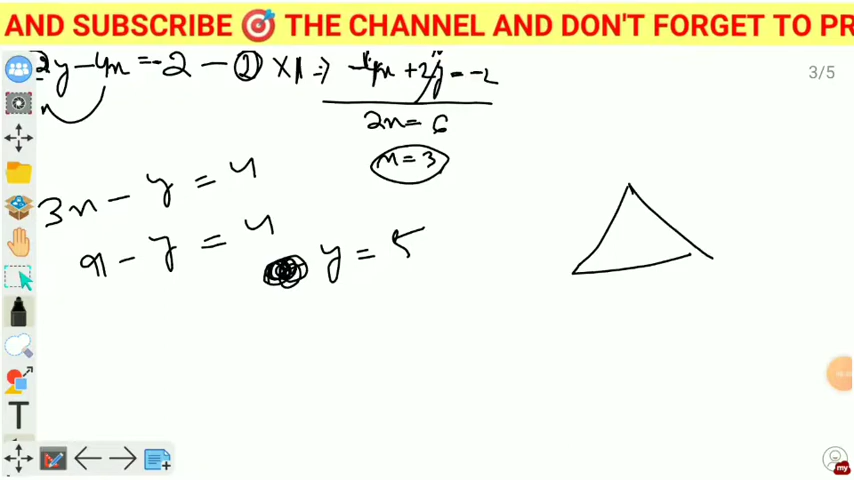 AND SUBSCRIBE 🎯 THE CHANNEL AND DON'T FORGET TO PR
2y - 4x = -2 - ② × 1 ⇒ -4x + 2y = -2
3/5
2x = 6
x = 3
3x - y = 4
9 - y = 4
y = 5
T
my